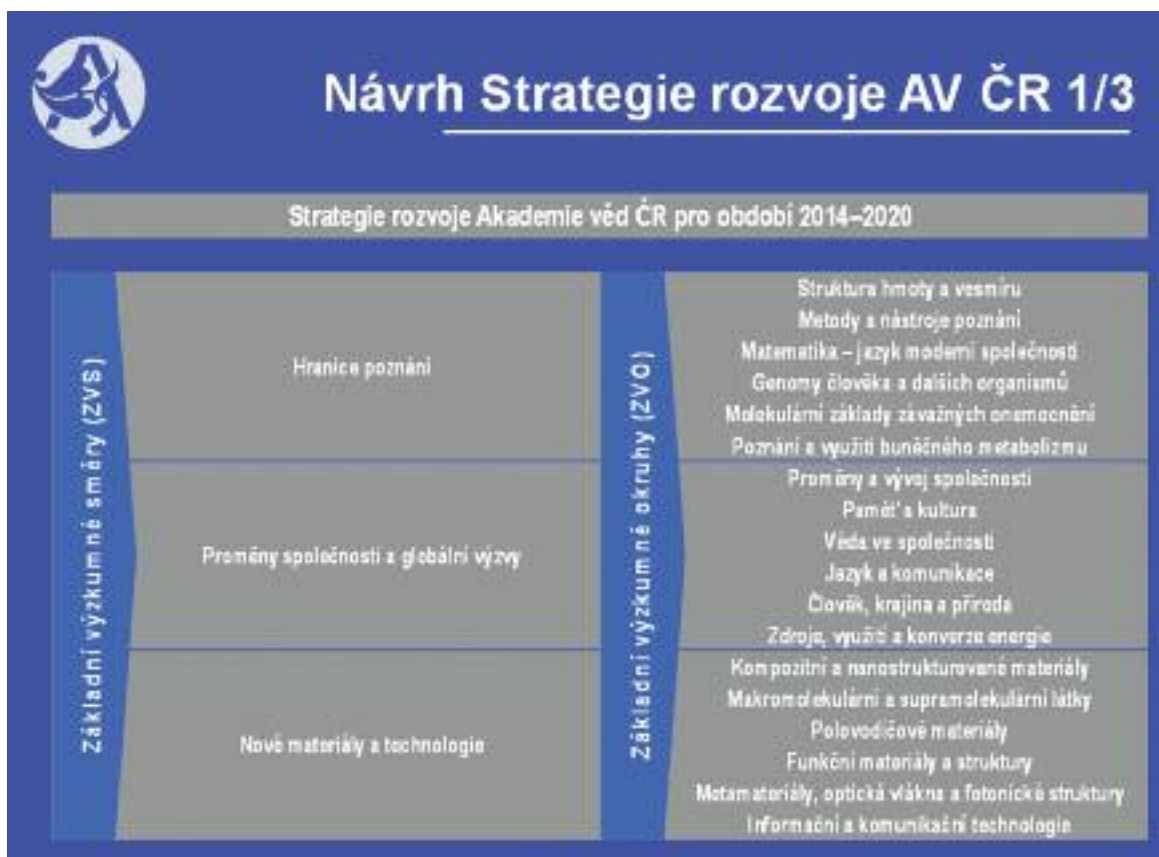 Návrh Strategie rozvoje AV ČR 1/3
Strategie rozvoje Akademie věd ČR pro období 2014–2020
Základní výzkumné směry (ZVS)
Hranice poznání
Proměny společnosti a globální výzvy
Nové materiály a technologie
Základní výzkumné okruhy (ZVO)
Struktura hmoty a vesmíru
Metody a nástroje poznání
Matematika – jazyk moderní společnosti
Genomy člověka a dalších organismů
Molekulární základy závažných onemocnění
Poznání a využití buněčného metabolizmu
Proměny a vývoj společnosti
Paměť a kultura
Věda ve společnosti
Jazyk a komunikace
Člověk, krajina a příroda
Zdroje, využití a konverze energie
Kompozitní a nanostrukturované materiály
Makromolekulární a supramolekulární látky
Polovodičové materiály
Funkční materiály a struktury
Metamateriály, optická vlákna a fotonické struktury
Informační a komunikační technologie